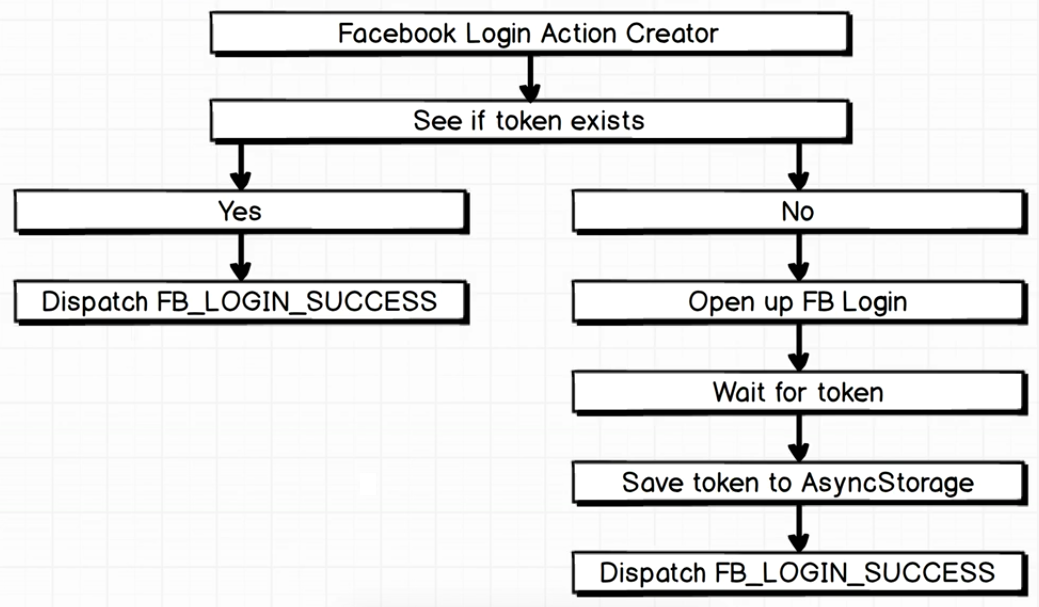 Facebook Login Action Creator
See if token exists
Yes
No
Dispatch FB_LOGIN_SUCCESS
Open up FB Login
Wait for token
Save token to AsyncStorage
Dispatch FB_LOGIN_SUCCESS